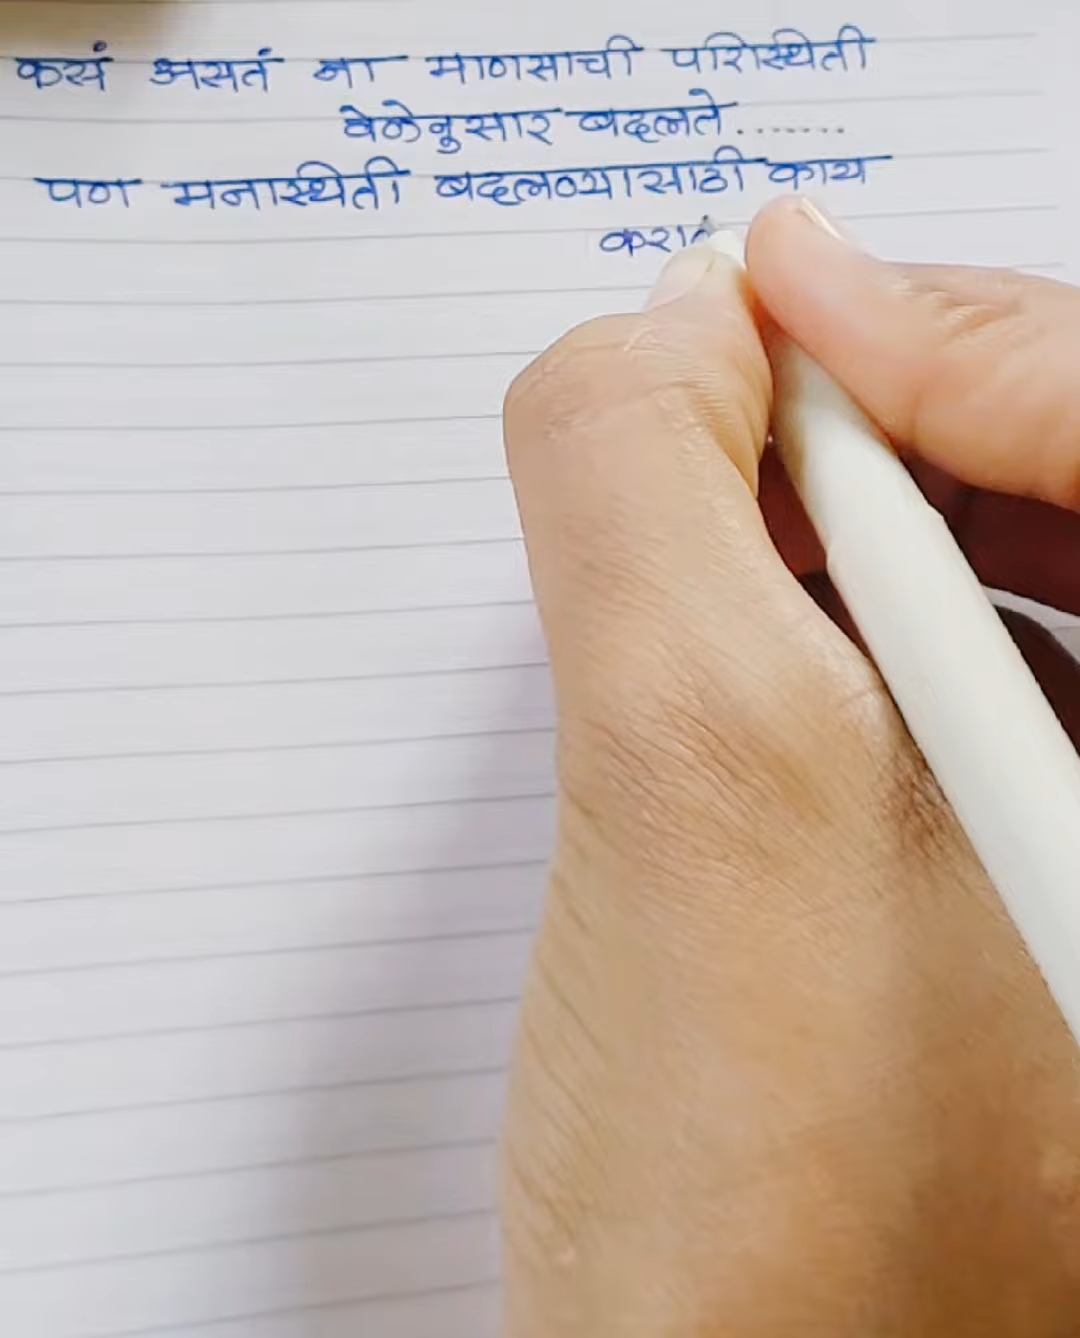 कसं असतं ना माणसाची परिस्थिती
वेळेनुसार बदलते.......
पण मनास्थिती बदलण्यासाठी काय